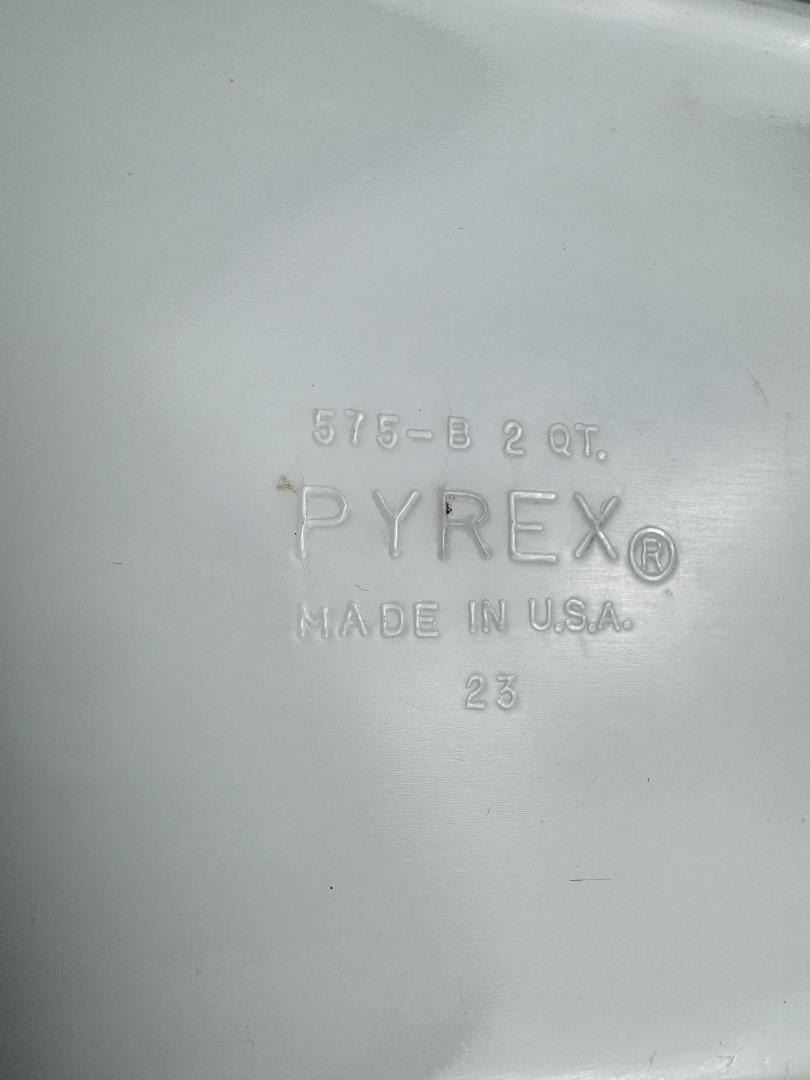 575-B 2 QT.
PYREX®
MADE IN U.S.A.
23